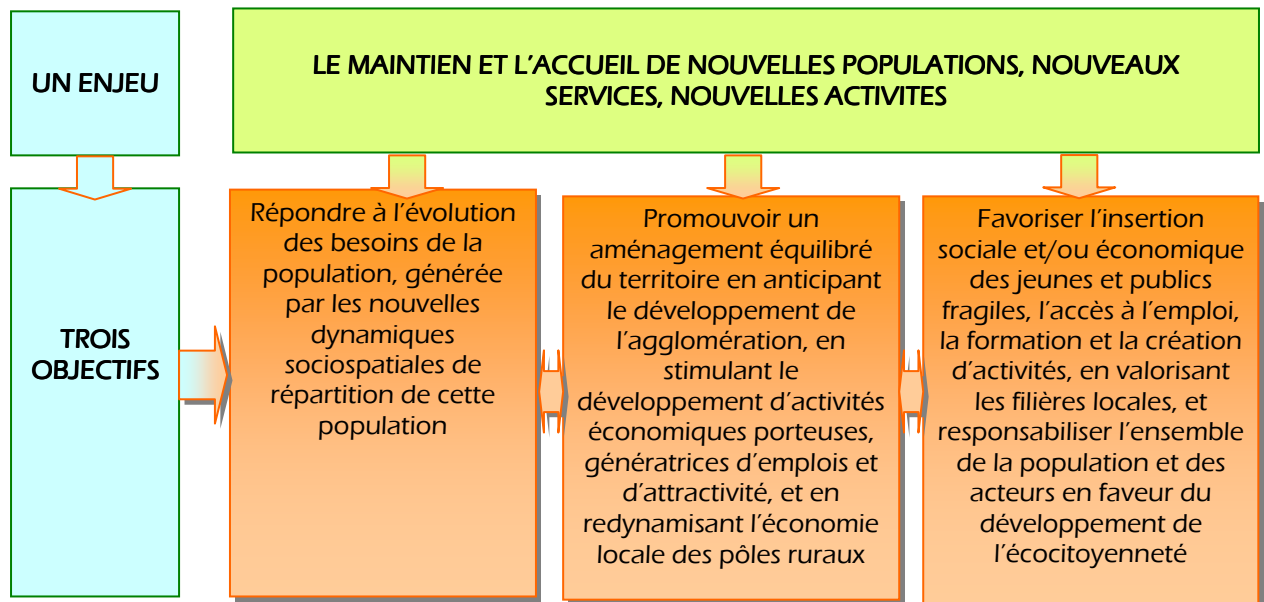 UN ENJEU
LE MAINTIEN ET L’ACCUEIL DE NOUVELLES POPULATIONS, NOUVEAUX
SERVICES, NOUVELLES ACTIVITES
TROIS
OBJECTIFS
Répondre à l’évolution
des besoins de la
population, générée
par les nouvelles
dynamiques
sociospatiales de
répartition de cette
population
Promouvoir un
aménagement équilibré
du territoire en anticipant
le développement de
l’agglomération, en
stimulant le
développement d’activités
économiques porteuses,
génératrices d’emplois et
d’attractivité, et en
redynamisant l’économie
locale des pôles ruraux
Favoriser l’insertion
sociale et/ou économique
des jeunes et publics
fragiles, l’accès à l’emploi,
la formation et la création
d’activités, en valorisant
les filières locales, et
responsabiliser l’ensemble
de la population et des
acteurs en faveur du
développement de
l’écocitoyenneté